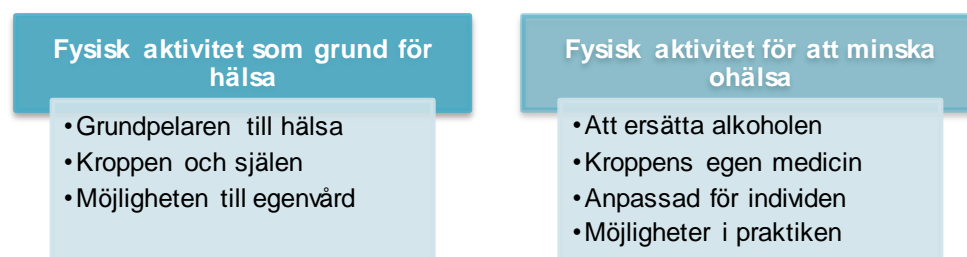 Fysisk aktivitet som grund för
hälsa
•Grundpelaren till hälsa
•Kroppen och själen
•Möjligheten till egenvård
Fysisk aktivitet för att minska
ohälsa
•Att ersätta alkoholen
•Kroppens egen medicin
•Anpassad för individen
•Möjligheter i praktiken